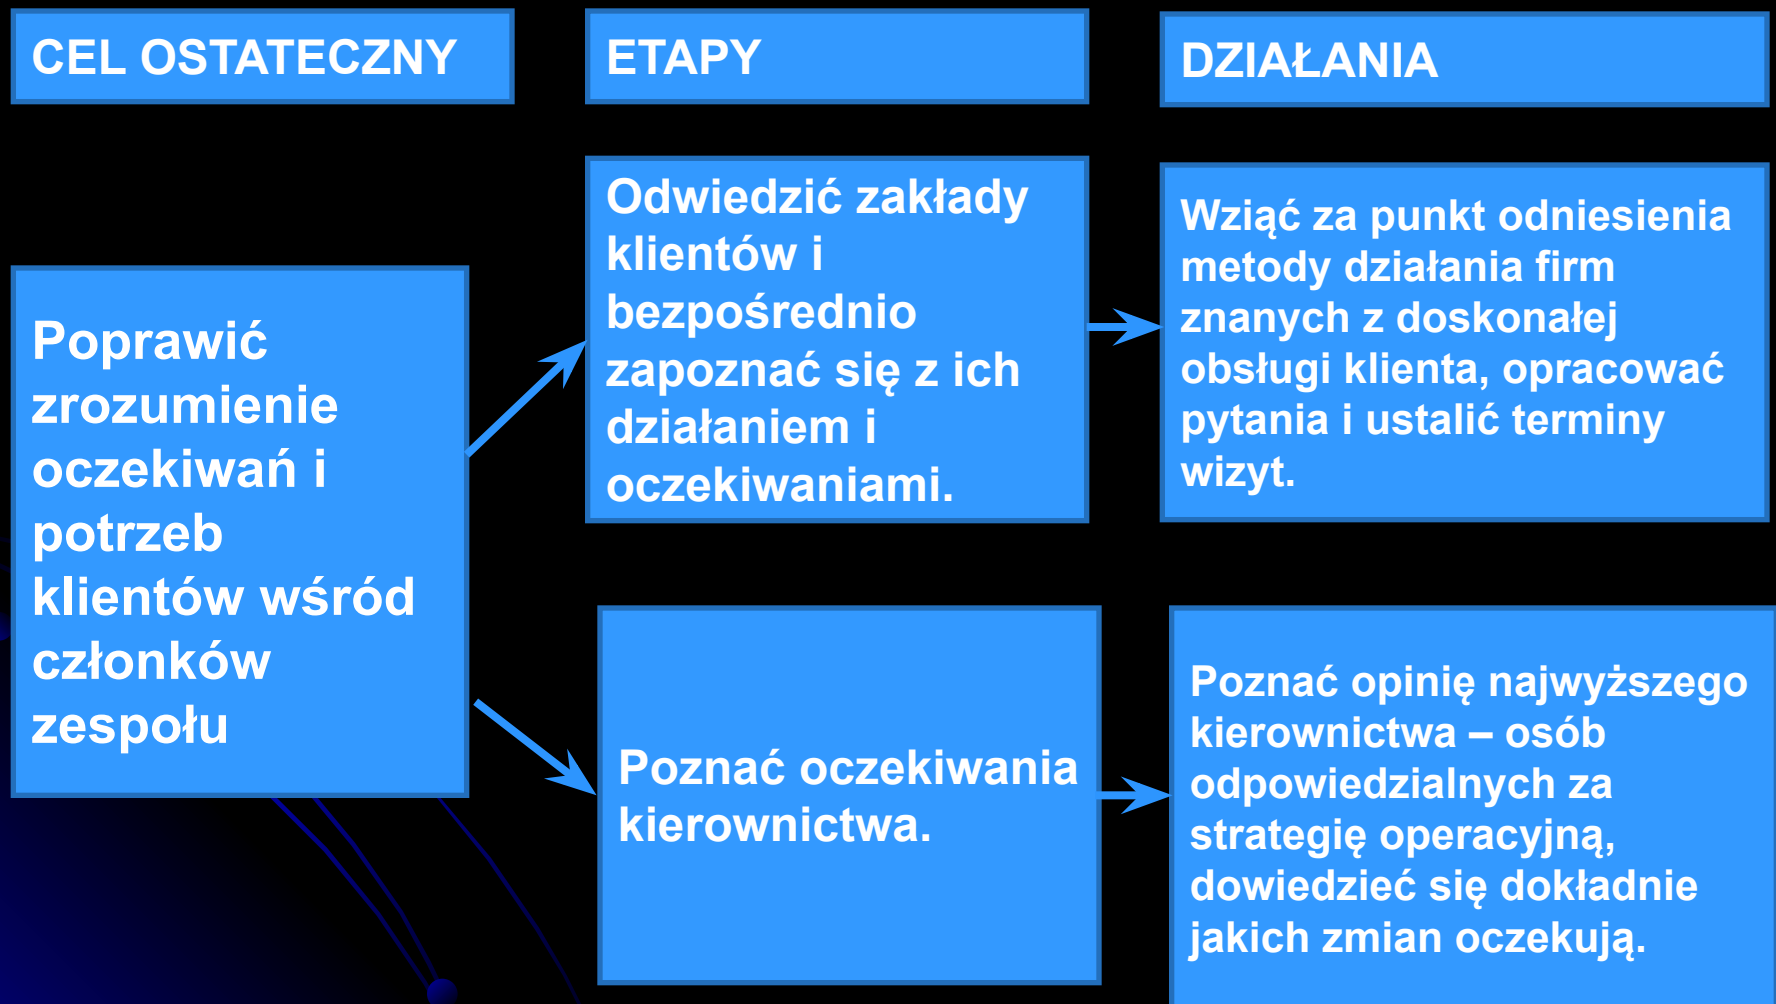 CEL OSTATECZNY
ETAPY
DZIAŁANIA
Poprawić
zrozumienie
oczekiwań i
potrzeb
klientów wśród
członków
zespołu
Odwiedzić zakłady
klientów i
bezpośrednio
zapoznać się z ich
działaniem i
oczekiwaniami.
Wziąć za punkt odniesienia
metody działania firm
znanych z doskonałej
obsługi klienta, opracować
pytania i ustalić terminy
wizyt.
Poznać oczekiwania
kierownictwa.
Poznać opinię najwyższego
kierownictwa – osób
odpowiedzialnych za
strategię operacyjną,
dowiedzieć się dokładnie
jakich zmian oczekują.